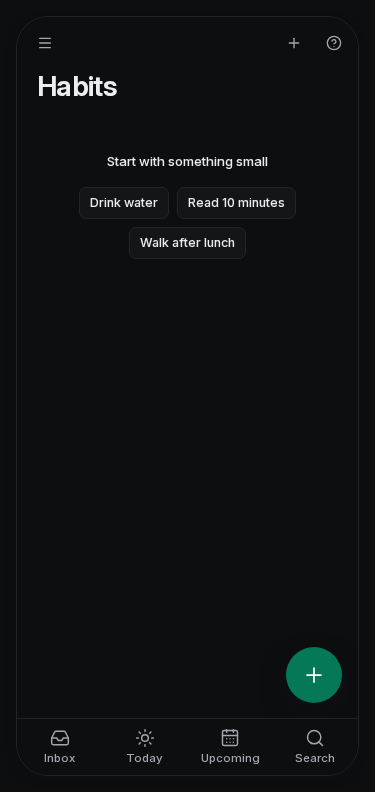 Habits
Start with something small
Drink water Read 10 minutes
Walk after lunch
Inbox Today Upcoming Search